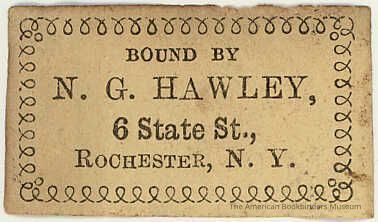 BOUND BY
N. G. HAWLEY,
6 State St.,
ROCHESTER, N. Y.
The American Bookbinders Museum